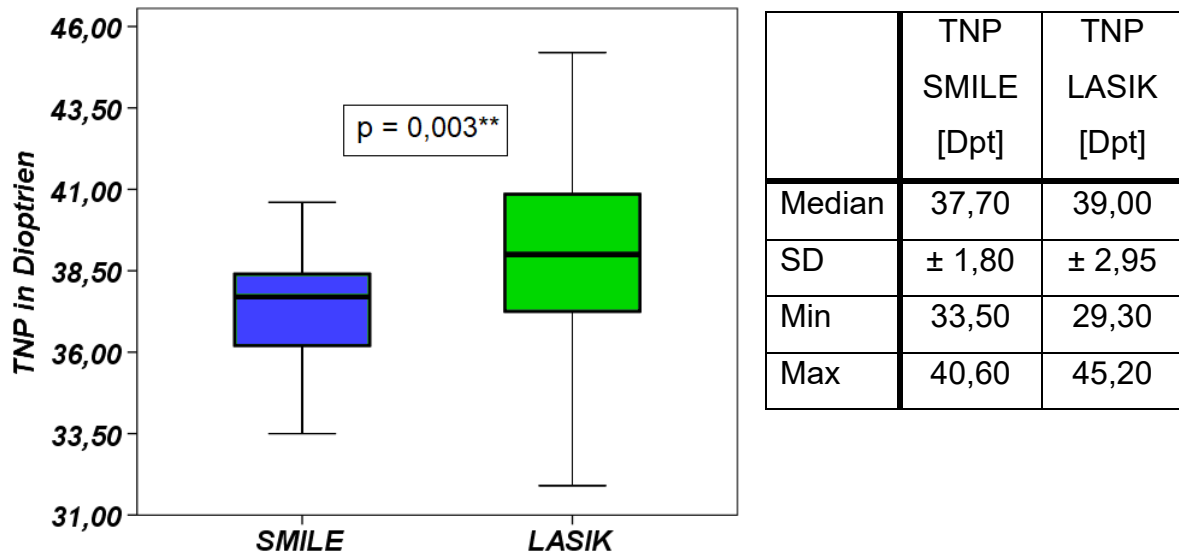 46,00
43,50
41,00
38,50
36,00
33,50
31,00
TNP in Dioptrien
p = 0,003**
SMILE LASIK
TNP TNP
SMILE LASIK
[Dpt] [Dpt]
Median 37,70 39,00
SD ± 1,80 ± 2,95
Min 33,50 29,30
Max 40,60 45,20